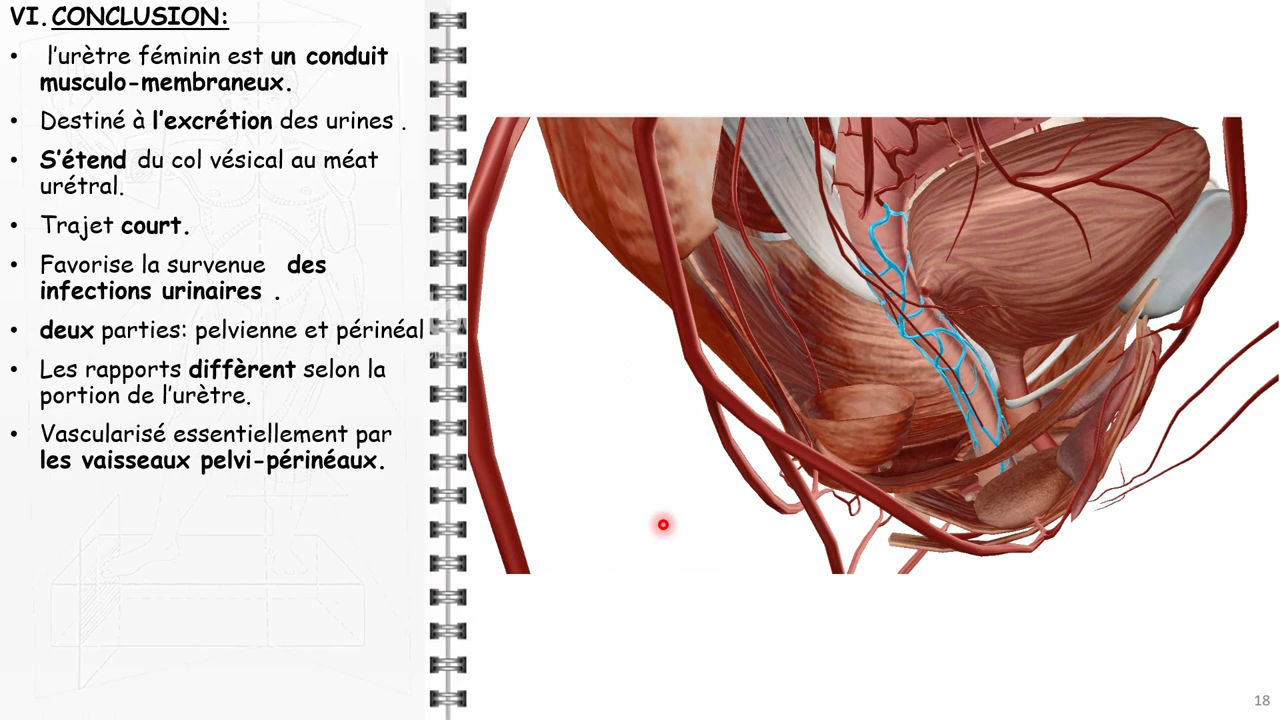 VI. CONCLUSION:
• l'urètre féminin est un conduit
musculo-membraneux.
• Destiné à l'excrétion des urines .
• S'étend du col vésical au méat
urétral.
• Trajet court.
• Favorise la survenue des
infections urinaires .
• deux parties: pelvienne et périnéal
• Les rapports diffèrent selon la
portion de l'urètre.
• Vascularisé essentiellement par
les vaisseaux pelvi-périnéaux.
18